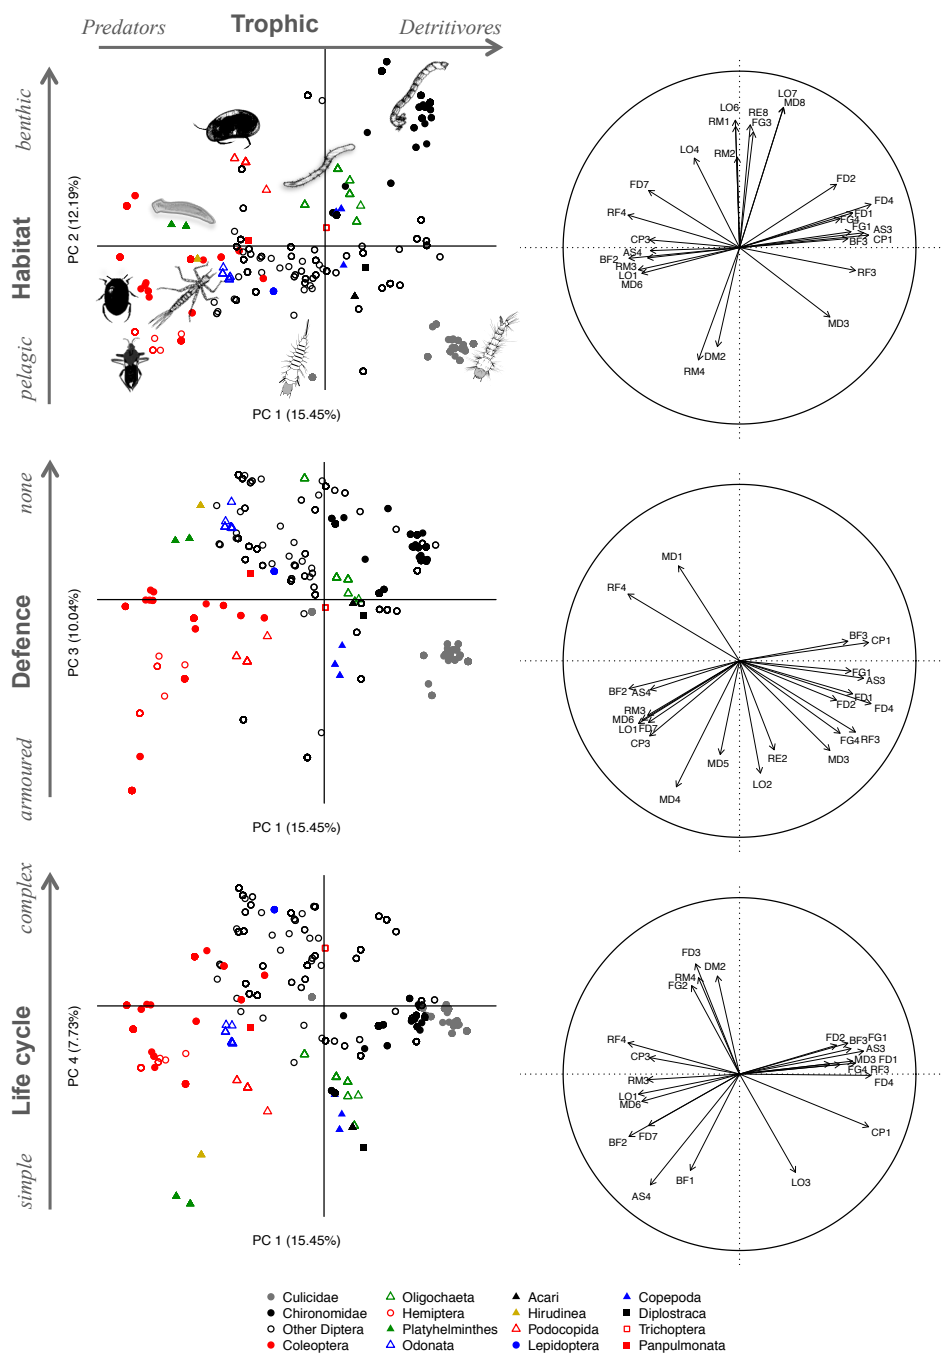 Predators
Trophic
Detritivores
benthic
Habitat
pelagic
PC 2 (12.19%)
PC 1 (15.45%)
LO7
MD8
LO6
RE8
RM1
FG3
RM2
LO4
FD7
FD2
RF4
FD4
FD1
FG4
FG1
AS3
CP3
BF3
CP1
AS4
BF2
RM3
LO1
MD6
RF3
MD3
DM2
RM4
none
Defence
armoured
PC 3 (10.04%)
PC 1 (15.45%)
MD1
RF4
BF3
CP1
FG1
AS3
BF2
AS4
FD1
FD2
FD4
RM3
MD6
LO1
FD7
CP3
FG4
RF3
MD5
RE2
MD3
LO2
MD4
complex
Life cycle
simple
PC 4 (7.73%)
PC 1 (15.45%)
FD3
DM2
RM4
FG2
RF4
FD2
BF3
FG1
AS3
CP3
MD3
FD1
FG4
RF3
RM3
FD4
LO1
MD6
CP1
BF2
FD7
BF1
LO3
AS4
Culicidae
Oligochaeta
Acari
Copepoda
Chironomidae
Hemiptera
Hirudinea
Diplostraca
Other Diptera
Platyhelminthes
Podocopida
Trichoptera
Coleoptera
Odonata
Lepidoptera
Panpulmonata